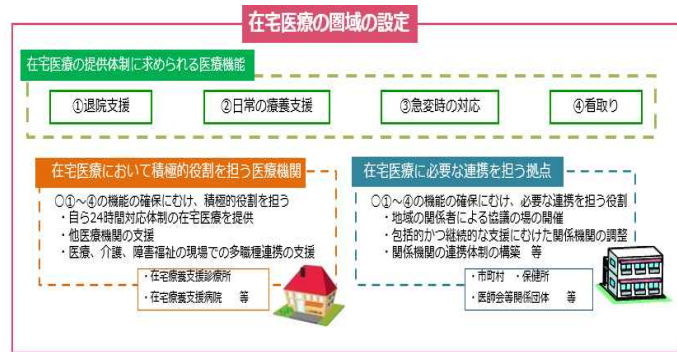 在宅医療の圏域の設定
在宅医療の提供体制に求められる医療機能
①退院支援
②日常の療養支援
③急変時の対応
④看取り
在宅医療において積極的役割を担う医療機関
〇①～④の機能の確保にむけ、積極的役割を担う
・自ら24時間対応体制の在宅医療を提供
・他医療機関の支援
・医療、介護、障害福祉の現場での多職種連携の支援
・在宅療養支援診療所
・在宅療養支援病院　等
在宅医療に必要な連携を担う拠点
〇①～④の機能の確保にむけ、必要な連携を担う役割
・地域の関係者による協議の場の開催
・包括的かつ継続的な支援にむけた関係機関の調整
・関係機関の連携体制の構築　等
・市町村　・保健所
・医師会等関係団体　等